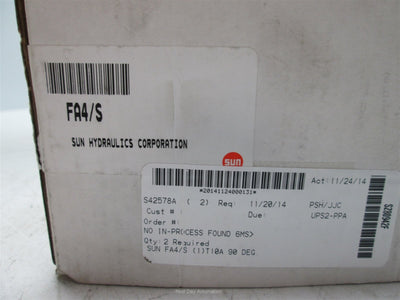 FA4/S
SUN HYDRAULICS CORPORATION
sun
*20141124000131*
Act: 11/24/14
S42578A ( 2) Req: 11/20/14 PSH/JJC
Cust #: Due: UPS2-PPA
Order #:
NO IN-PROCESS FOUND 6MS>
Qty: 2 Required
SUN FA4/S (1)T10A 90 DEG.